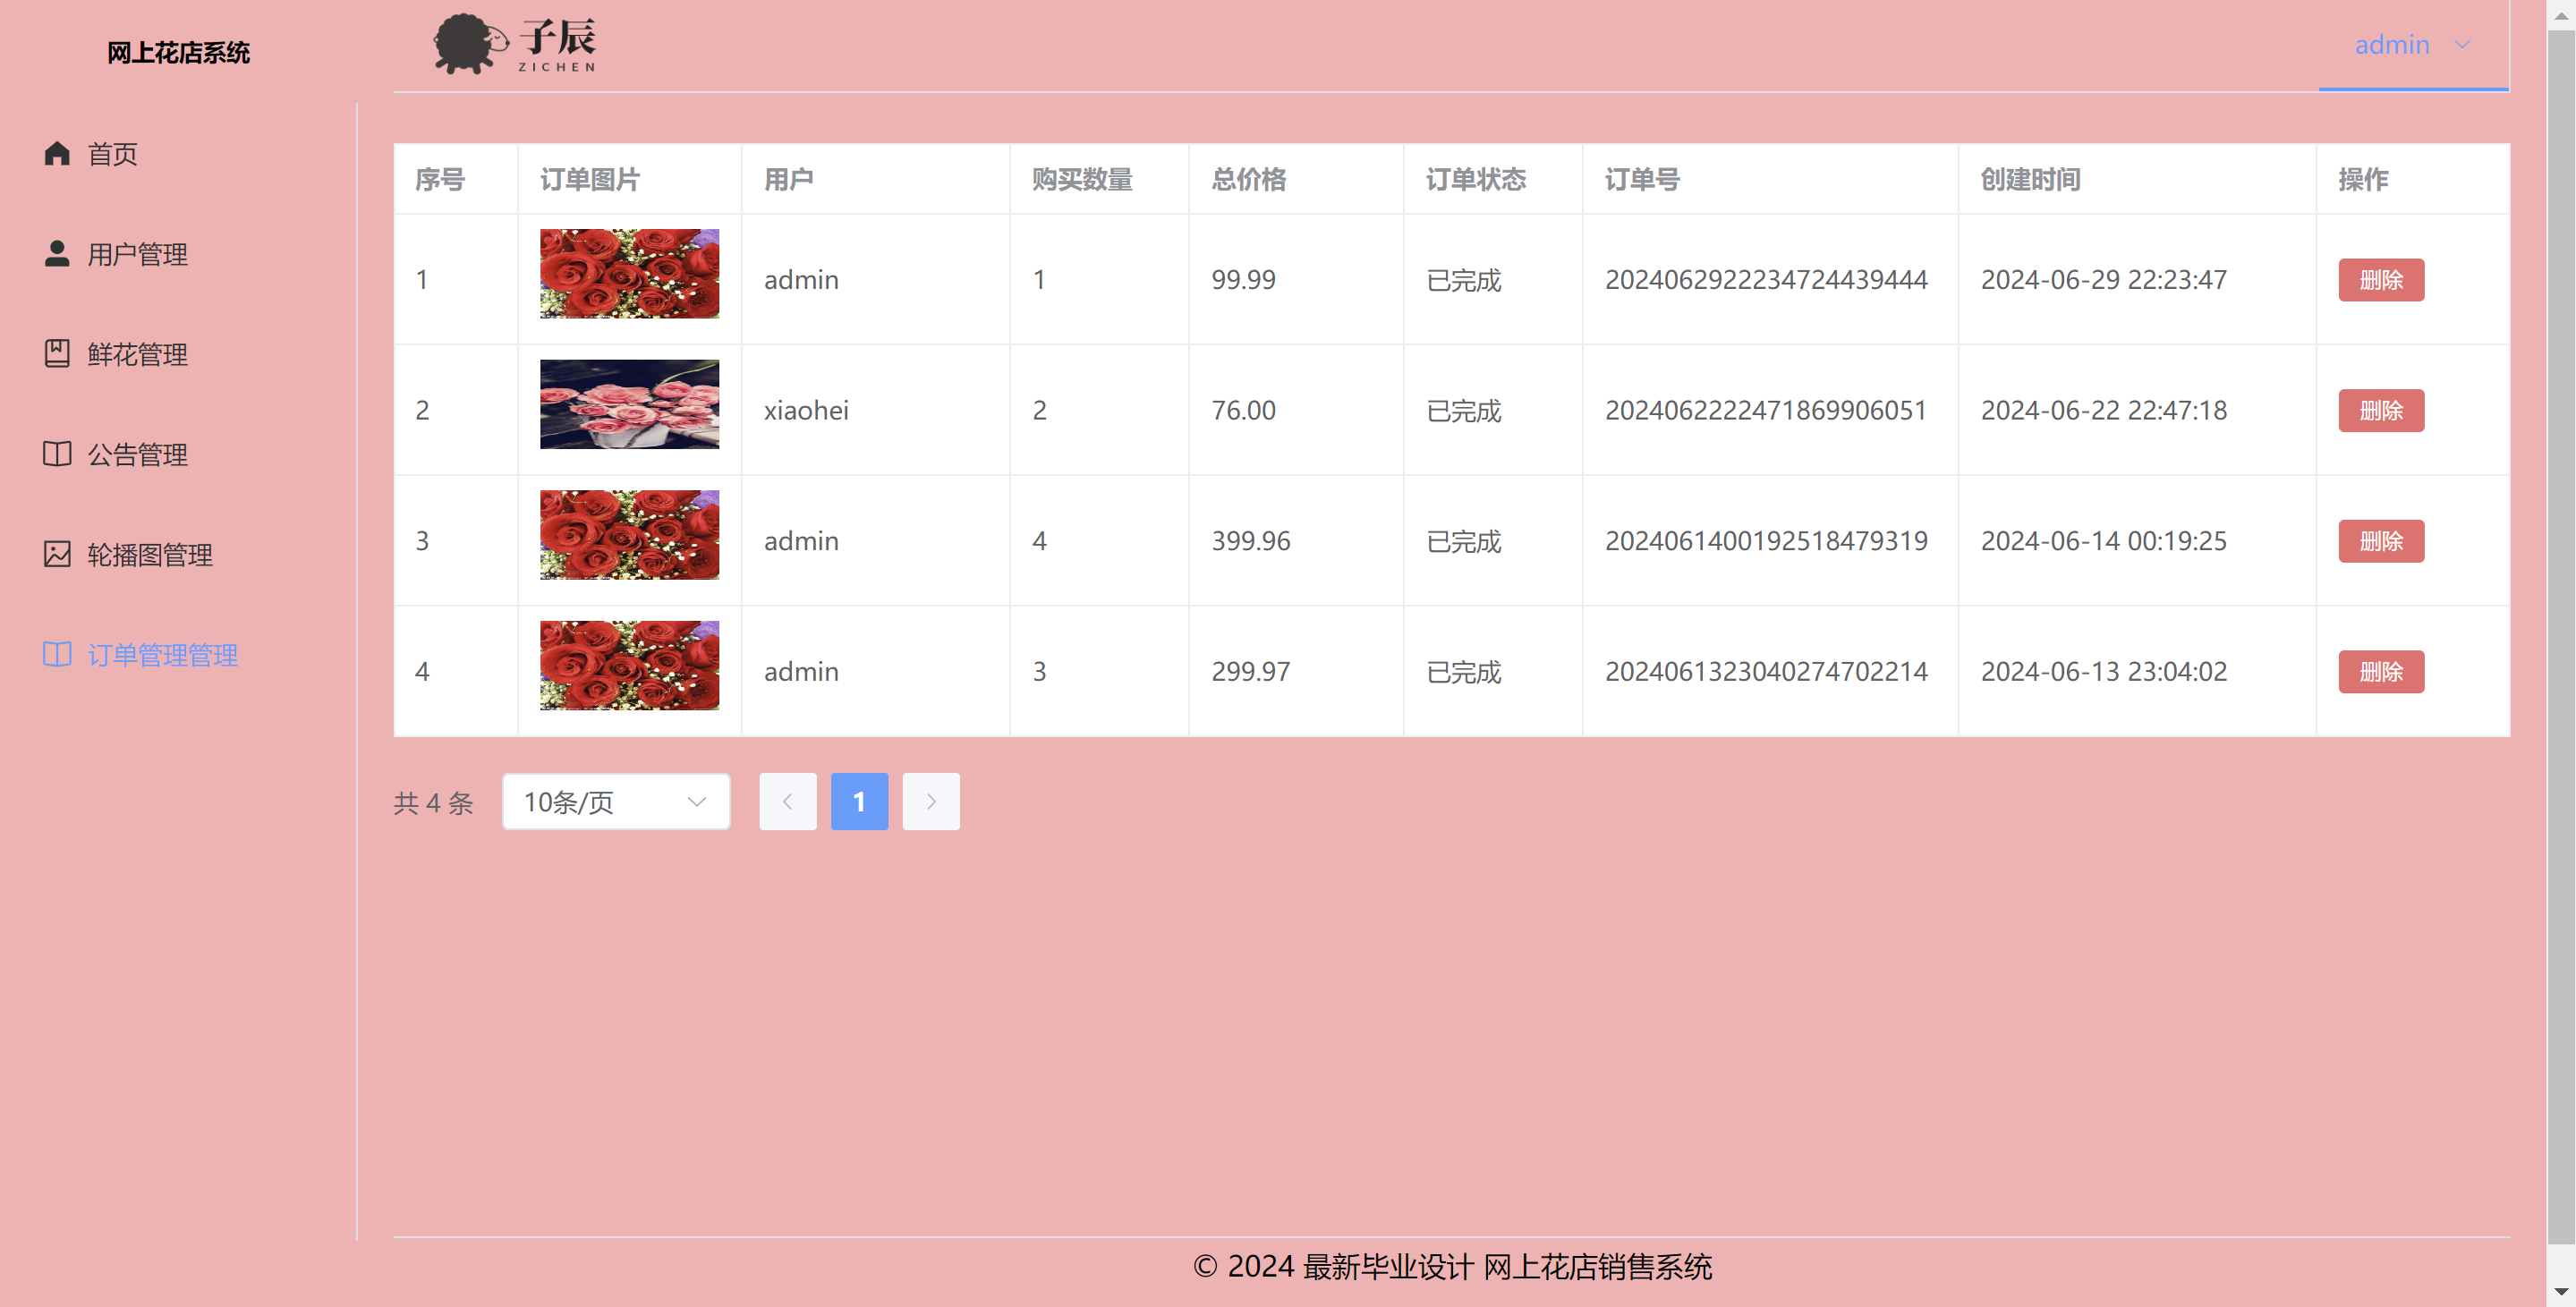 网上花店系统
子辰
ZICHEN
admin
首页
用户管理
鲜花管理
公告管理
轮播图管理
订单管理管理
序号 订单图片 用户 购买数量 总价格 订单状态 订单号 创建时间 操作
1 admin 1 99.99 已完成 2024062922234724439444 2024-06-29 22:23:47 删除
2 xiaohei 2 76.00 已完成 2024062222471869906051 2024-06-22 22:47:18 删除
3 admin 4 399.96 已完成 2024061400192518479319 2024-06-14 00:19:25 删除
4 admin 3 299.97 已完成 2024061323040274702214 2024-06-13 23:04:02 删除
共 4 条 10条/页 1
© 2024 最新毕业设计 网上花店销售系统